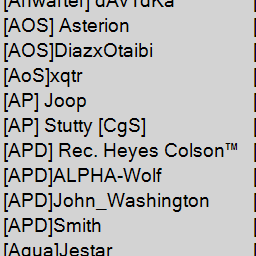 [Anwärter] dAvYdKa
[AOS] Asterion
[AOS]DiazxOtaibi
[AoS]xqtr
[AP] Joop
[AP] Stutty [CgS]
[APD] Rec. Heyes Colson™
[APD]ALPHA-Wolf
[APD]John_Washington
[APD]Smith
[Aqua]Jestar